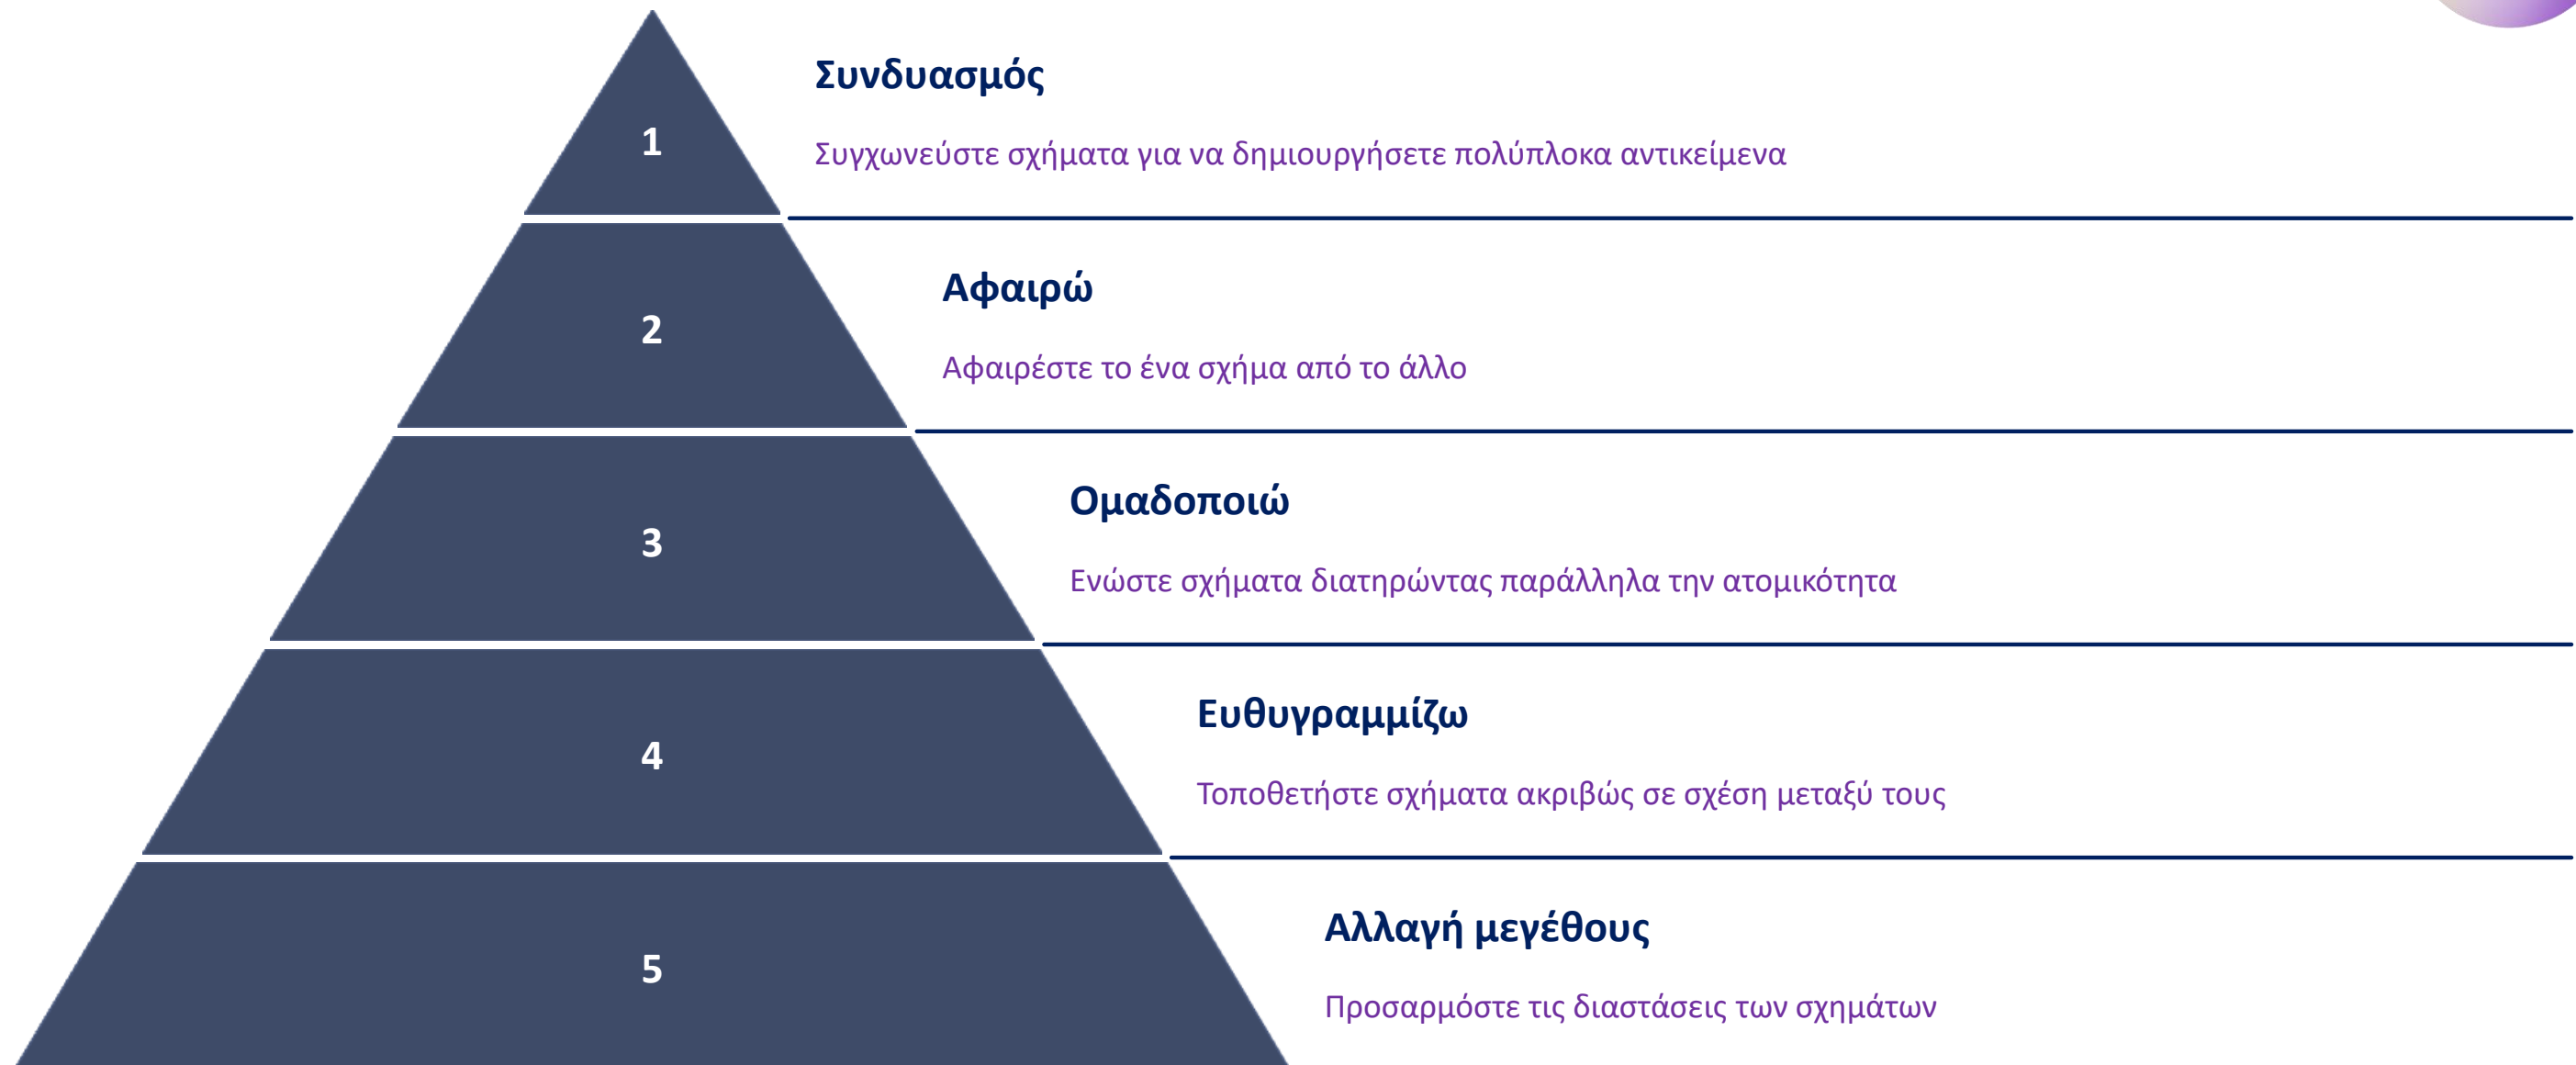 1
Συνδυασμός
Συγχωνεύστε σχήματα για να δημιουργήσετε πολύπλοκα αντικείμενα
2
Αφαιρώ
Αφαιρέστε το ένα σχήμα από το άλλο
3
Ομαδοποιώ
Ενώστε σχήματα διατηρώντας παράλληλα την ατομικότητα
4
Ευθυγραμμίζω
Τοποθετήστε σχήματα ακριβώς σε σχέση μεταξύ τους
5
Αλλαγή μεγέθους
Προσαρμόστε τις διαστάσεις των σχημάτων